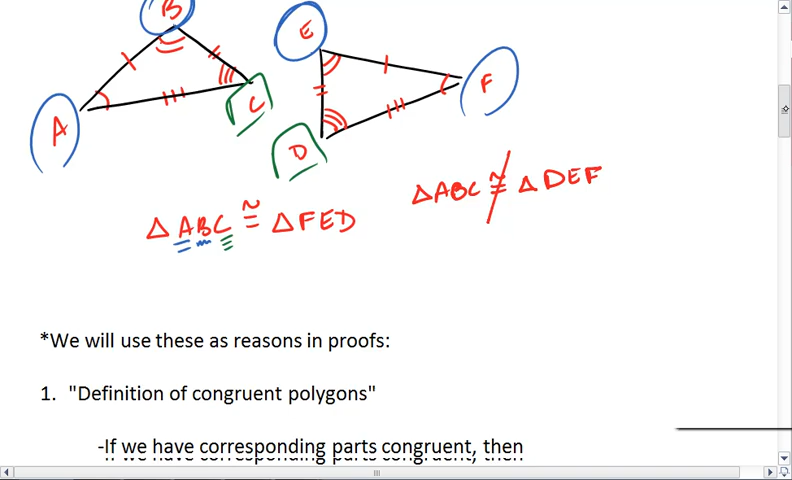 B
E
A
C
F
D
△ABC ≇ △DEF
△ABC ≅ △FED
*We will use these as reasons in proofs:
1. "Definition of congruent polygons"
-If we have corresponding parts congruent, then